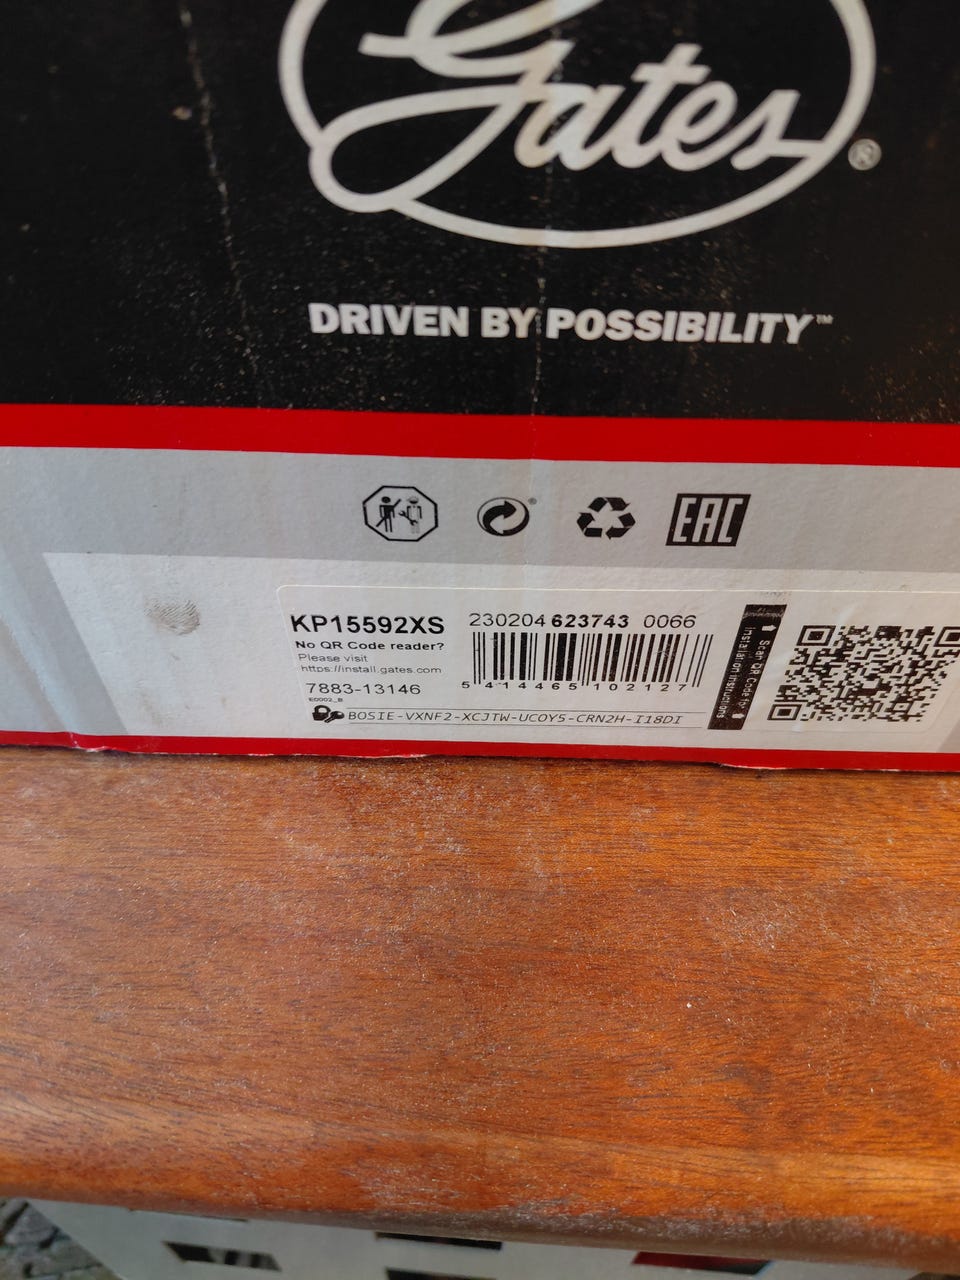 Gates®
DRIVEN BY POSSIBILITY™
EAC
KP15592XS
230204 623743 0066
No QR Code reader?
Please visit
https://install.gates.com
7883-13146
E0002_B
5 414465 102127
BOSIE-VXNF2-XCJTW-UCOY5-CRN2H-I18DI
Scan QR Code for
installation instructions